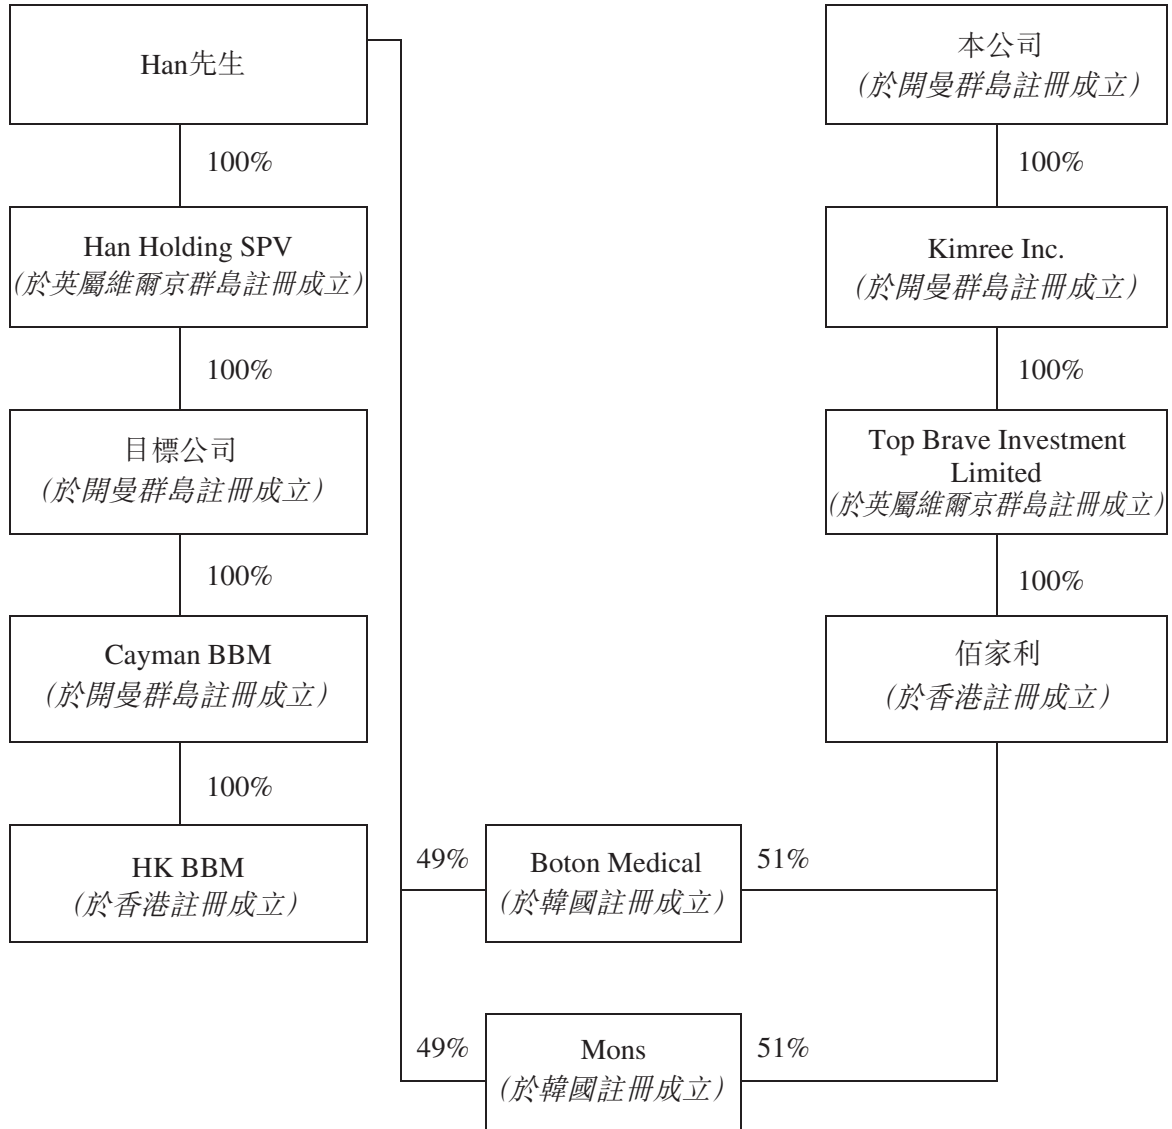 Han先生
本公司
(於開曼群島註冊成立)
100%
100%
Han Holding SPV
(於英屬維爾京群島註冊成立)
Kimree Inc.
(於開曼群島註冊成立)
100%
100%
目標公司
(於開曼群島註冊成立)
Top Brave Investment
Limited
(於英屬維爾京群島註冊成立)
100%
100%
Cayman BBM
(於開曼群島註冊成立)
佰家利
(於香港註冊成立)
100%
HK BBM
(於香港註冊成立)
49%
Boton Medical
(於韓國註冊成立)
51%
49%
Mons
(於韓國註冊成立)
51%